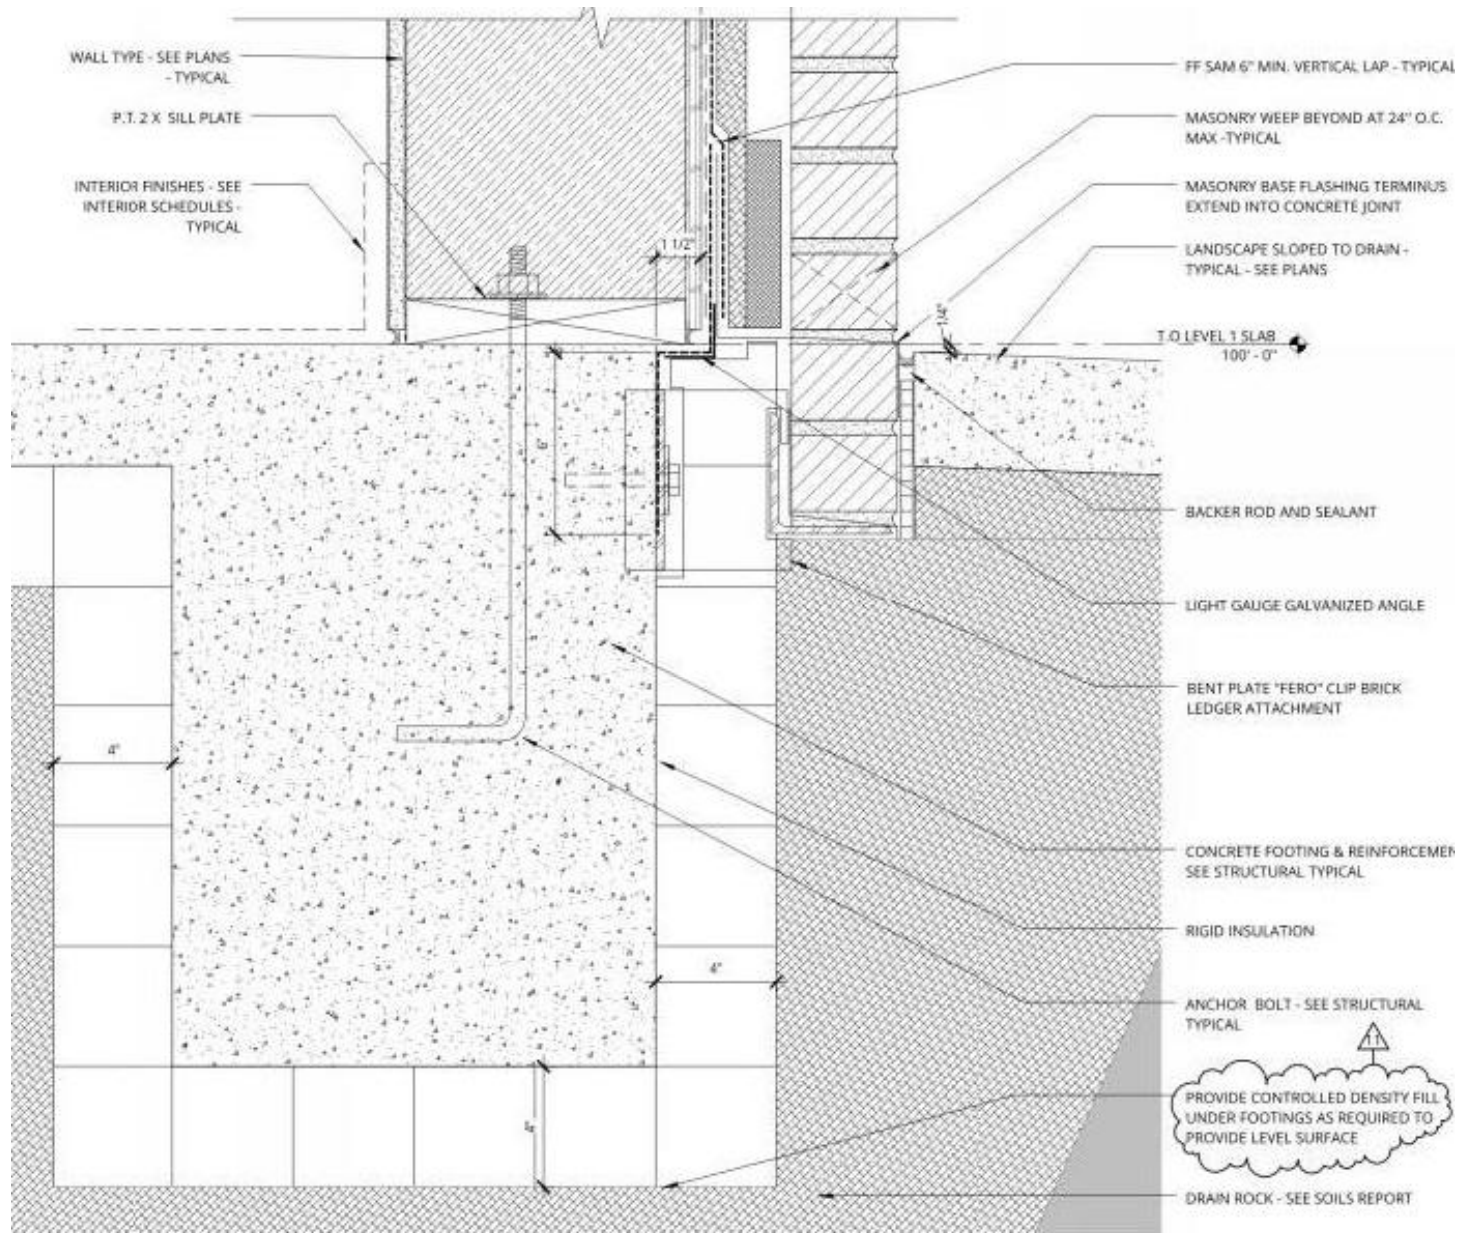 WALL TYPE - SEE PLANS
- TYPICAL
P.T. 2 X SILL PLATE
INTERIOR FINISHES - SEE
INTERIOR SCHEDULES -
TYPICAL
1 1/2"
6"
4"
4"
4"
1/4"
FF SAM 6" MIN. VERTICAL LAP - TYPICAL
MASONRY WEEP BEYOND AT 24" O.C.
MAX -TYPICAL
MASONRY BASE FLASHING TERMINUS
EXTEND INTO CONCRETE JOINT
LANDSCAPE SLOPED TO DRAIN -
TYPICAL - SEE PLANS
T.O LEVEL 1 SLAB
100' - 0"
BACKER ROD AND SEALANT
LIGHT GAUGE GALVANIZED ANGLE
BENT PLATE "FERO" CLIP BRICK
LEDGER ATTACHMENT
CONCRETE FOOTING & REINFORCEMEN
SEE STRUCTURAL TYPICAL
RIGID INSULATION
ANCHOR BOLT - SEE STRUCTURAL
TYPICAL
11
PROVIDE CONTROLLED DENSITY FILL
UNDER FOOTINGS AS REQUIRED TO
PROVIDE LEVEL SURFACE
DRAIN ROCK - SEE SOILS REPORT